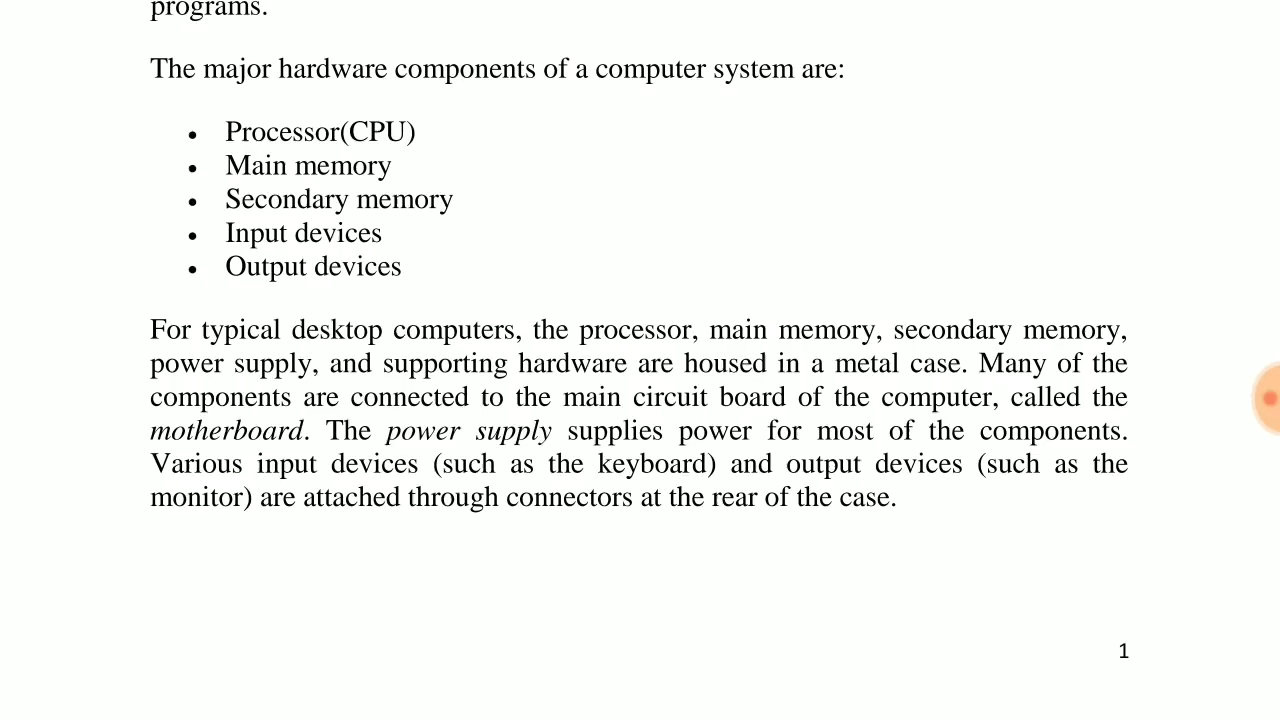 programs.
The major hardware components of a computer system are:
• Processor(CPU)
• Main memory
• Secondary memory
• Input devices
• Output devices
For typical desktop computers, the processor, main memory, secondary memory,
power supply, and supporting hardware are housed in a metal case. Many of the
components are connected to the main circuit board of the computer, called the
motherboard. The power supply supplies power for most of the components.
Various input devices (such as the keyboard) and output devices (such as the
monitor) are attached through connectors at the rear of the case.
1